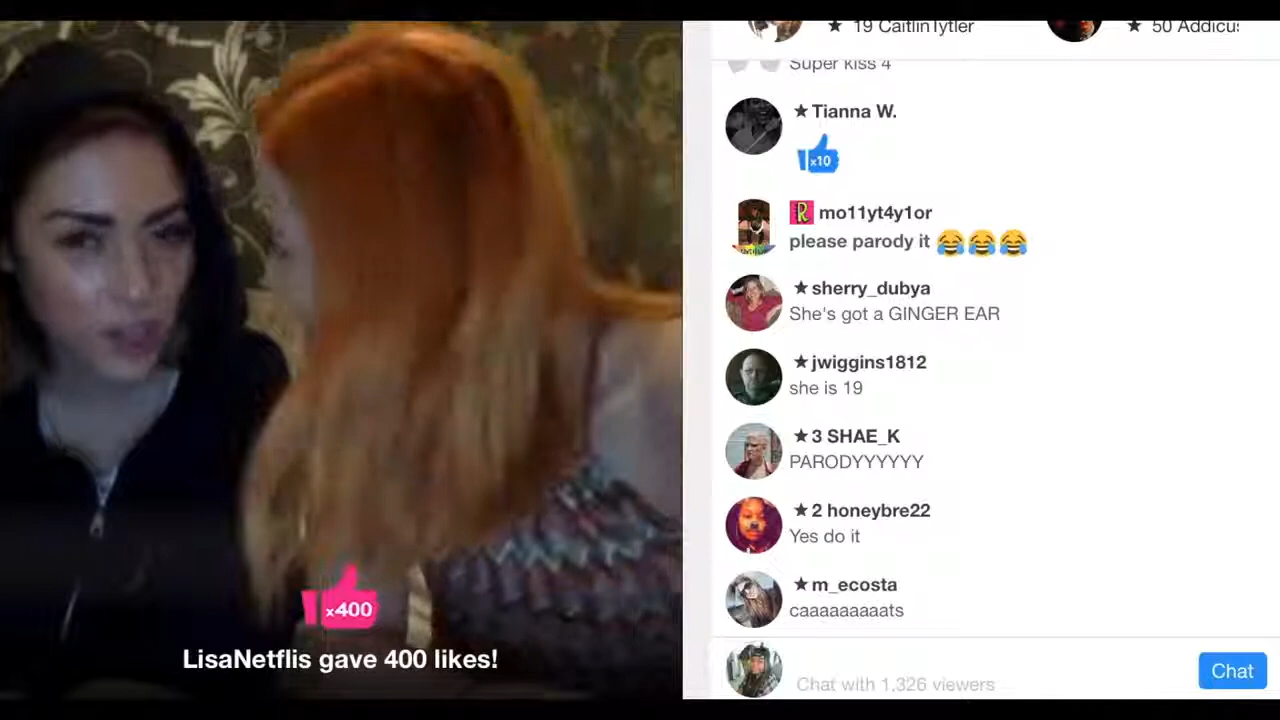 ★ 19 CaitlinTytler
★ 50 Addicus
Super kiss 4
★ Tianna W.
x10
R mo11yt4y1or
please parody it 😂😂😂
★ sherry_dubya
She's got a GINGER EAR
★ jwiggins1812
she is 19
★3 SHAE_K
PARODYYYYYY
★2 honeybre22
Yes do it
★ m_ecosta
caaaaaaaaats
Chat with 1,326 viewers
Chat
x400
LisaNetflis gave 400 likes!